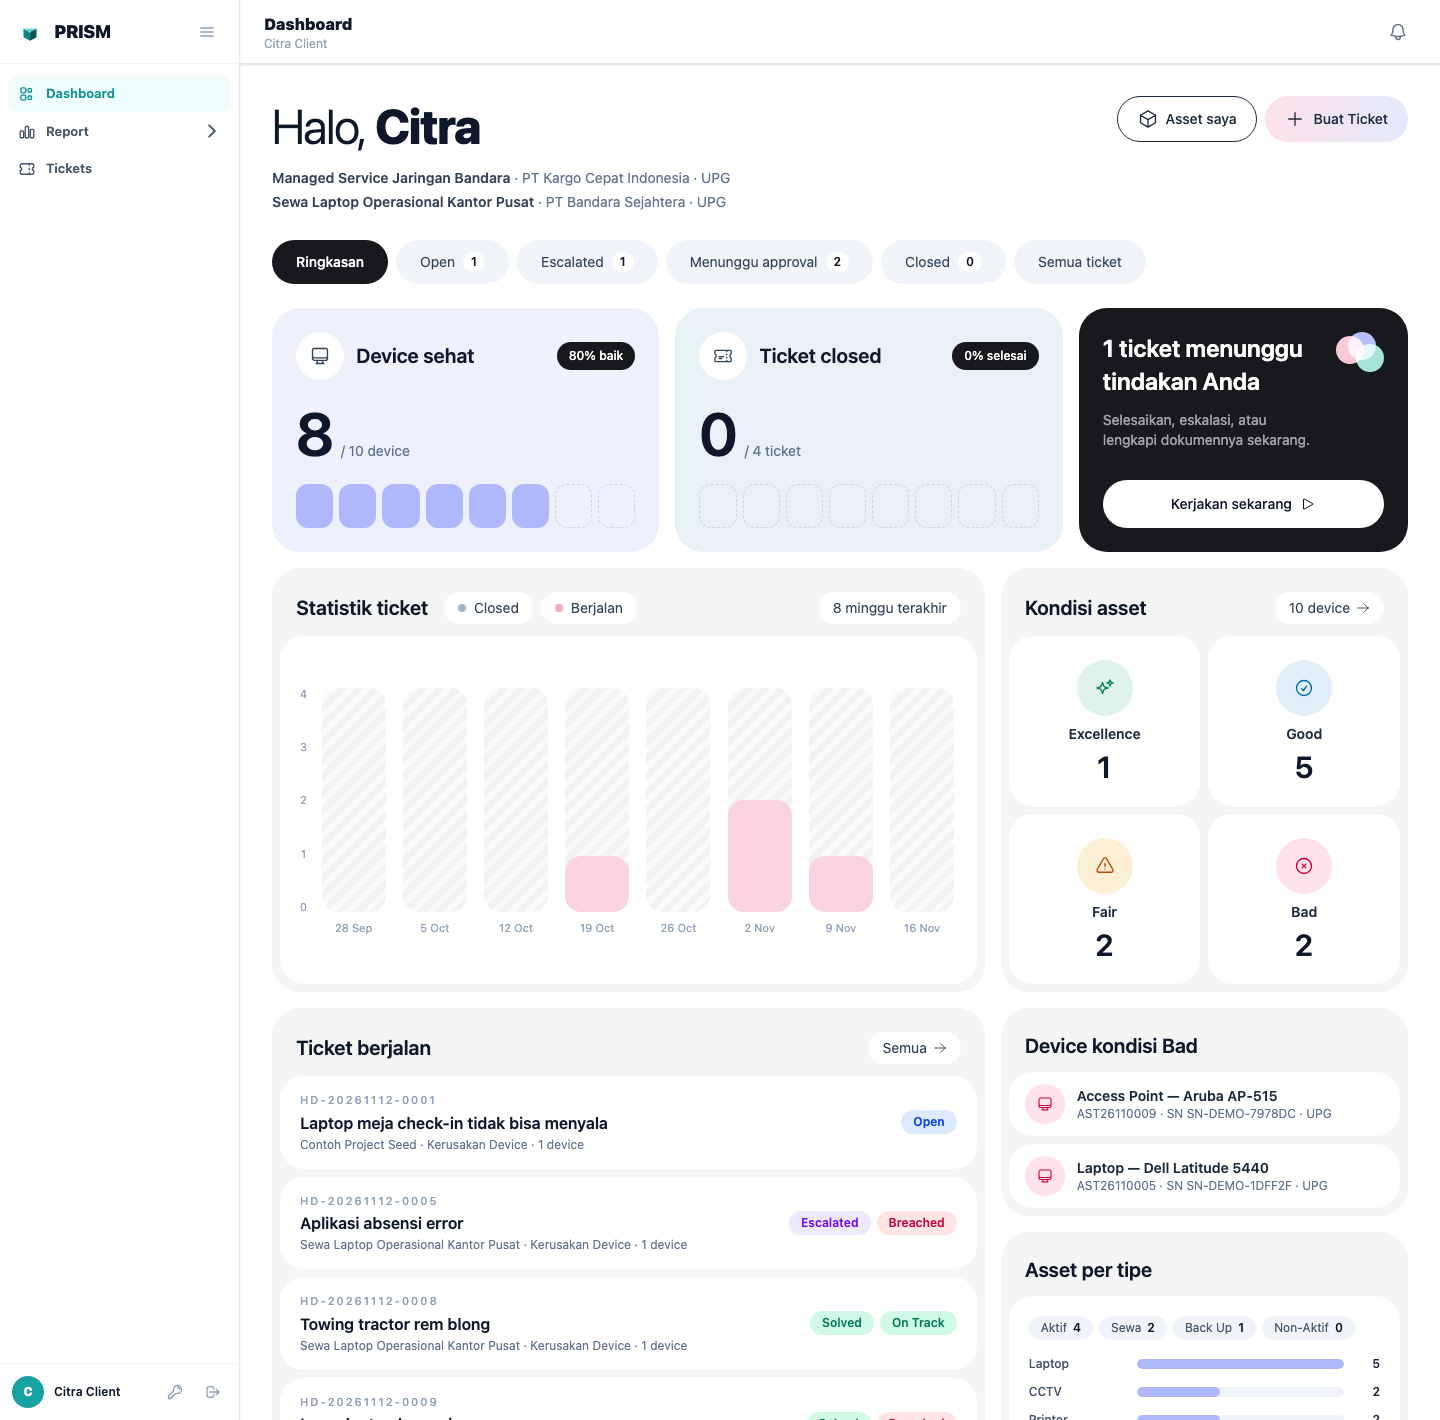 PRISM
Dashboard
Report
Tickets
Dashboard
Citra Client
Halo, Citra
Asset saya
Buat Ticket
Managed Service Jaringan Bandara · PT Kargo Cepat Indonesia · UPG
Sewa Laptop Operasional Kantor Pusat · PT Bandara Sejahtera · UPG
Ringkasan
Open 1
Escalated 1
Menunggu approval 2
Closed 0
Semua ticket
Device sehat
80% baik
8 / 10 device
Ticket closed
0% selesai
0 / 4 ticket
1 ticket menunggu
tindakan Anda
Selesaikan, eskalasi, atau
lengkapi dokumennya sekarang.
Kerjakan sekarang
Statistik ticket
Closed
Berjalan
8 minggu terakhir
4
3
2
1
0
28 Sep
5 Oct
12 Oct
19 Oct
26 Oct
2 Nov
9 Nov
16 Nov
Kondisi asset
10 device
Excellence
1
Good
5
Fair
2
Bad
2
Ticket berjalan
Semua
HD-20261112-0001
Laptop meja check-in tidak bisa menyala
Contoh Project Seed · Kerusakan Device · 1 device
Open
HD-20261112-0005
Aplikasi absensi error
Sewa Laptop Operasional Kantor Pusat · Kerusakan Device · 1 device
Escalated
Breached
HD-20261112-0008
Towing tractor rem blong
Sewa Laptop Operasional Kantor Pusat · Kerusakan Device · 1 device
Solved
On Track
HD-20261112-0009
Device kondisi Bad
Access Point — Aruba AP-515
AST26110009 · SN SN-DEMO-7978DC · UPG
Laptop — Dell Latitude 5440
AST26110005 · SN SN-DEMO-1DFF2F · UPG
Asset per tipe
Aktif 4
Sewa 2
Back Up 1
Non-Aktif 0
Laptop 5
CCTV 2
Printer 2
C
Citra Client